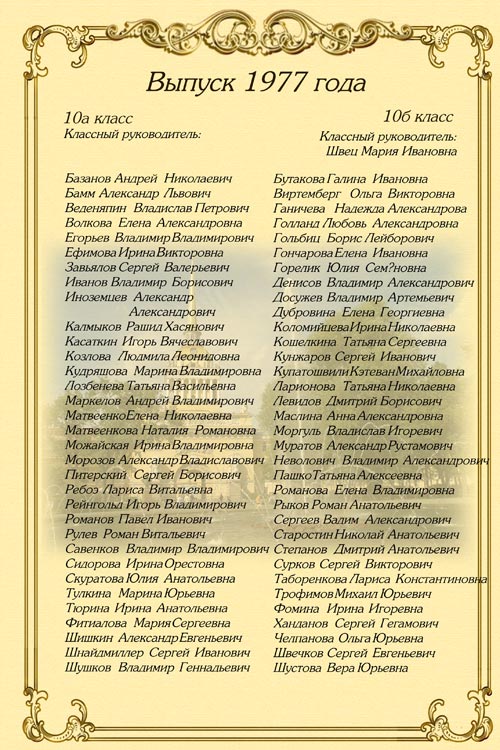 Выпуск 1977 года
10а класс
Классный руководитель:
Базанов Андрей Николаевич
Бамм Александр Львович
Веденяпин Владислав Петрович
Волкова Елена Александровна
Егорьев Владимир Владимирович
Ефимова Ирина Викторовна
Завьялов Сергей Валерьевич
Иванов Владимир Борисович
Иноземцев Александр
Александрович
Калмыков Рашид Хасянович
Касаткин Игорь Вячеславович
Козлова Людмила Леонидовна
Кудряшова Марина Владимировна
Лозбенева Татьяна Васильевна
Маркелов Андрей Владимирович
Матвеенко Елена Николаевна
Матвеенкова Наталия Романовна
Можайская Ирина Владимировна
Морозов Александр Владиславович
Питерский Сергей Борисович
Ребоз Лариса Витальевна
Рейнгольд Игорь Владимирович
Романов Павел Иванович
Рулев Роман Витальевич
Савенков Владимир Владимирович
Сидорова Ирина Орестовна
Скуратова Юлия Анатольевна
Тулкина Марина Юрьевна
Тюрина Ирина Анатольевна
Фитиалова Мария Сергеевна
Шишкин Александр Евгеньевич
Шнайдмиллер Сергей Иванович
Шушков Владимир Геннадьевич
10б класс
Классный руководитель:
Швец Мария Ивановна
Бутакова Галина Ивановна
Виртемберг Ольга Викторовна
Ганичева Надежда Александрова
Голланд Любовь Александровна
Гольбиц Борис Лейборович
Гончарова Елена Ивановна
Горелик Юлия Сем?новна
Денисов Владимир Александрович
Досужев Владимир Артемьевич
Дубровина Елена Георгиевна
Коломийцева Ирина Николаевна
Кошелкина Татьяна Сергеевна
Кунжаров Сергей Иванович
Купатошвили Кэтеван Михайловна
Ларионова Татьяна Николаевна
Левидов Дмитрий Борисович
Маслина Анна Александровна
Моргуль Владислав Игоревич
Муратов Александр Рустамович
Неволович Владимир Александрович
Пашко Татьяна Алексеевна
Романова Елена Владимировна
Рыков Роман Анатольевич
Сергеев Вадим Александрович
Старостин Николай Анатольевич
Степанов Дмитрий Анатольевич
Сурков Сергей Викторович
Таборенкова Лариса Константиновна
Трофимов Михаил Юрьевич
Фомина Ирина Игоревна
Ханданов Сергей Гегамович
Челпанова Ольга Юрьевна
Швечков Сергей Евгеньевич
Шустова Вера Юрьевна